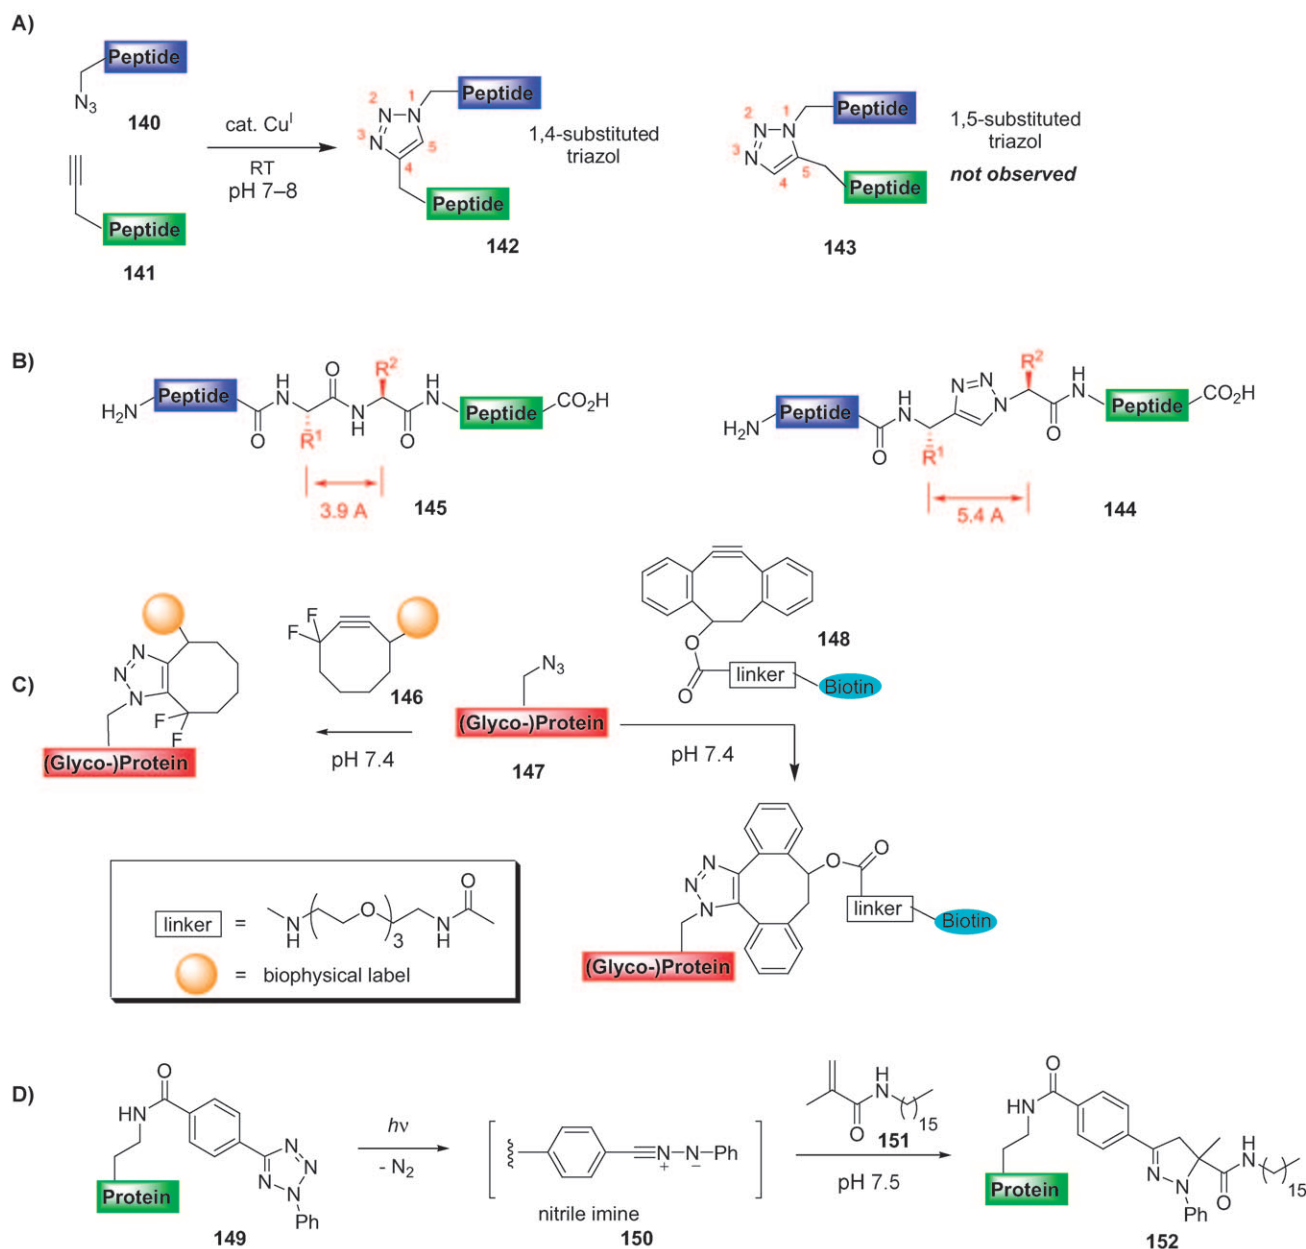 A)
Peptide
N3
140
Peptide
141
cat. CuI
RT
pH 7–8
1
2
3
4
5
N
N
N
Peptide
Peptide
142
1,4-substituted
triazol
1
2
3
4
5
N
N
N
Peptide
Peptide
143
1,5-substituted
triazol
not observed
B)
H2N
Peptide
O
H
N
R1
O
N
H
R2
O
H
N
Peptide
CO2H
3.9 A
145
H2N
Peptide
O
H
N
R1
N
N
N
R2
O
H
N
Peptide
CO2H
5.4 A
144
C)
N
N
N
F
F
(Glyco-)Protein
F
F
146
pH 7.4
N3
(Glyco-)Protein
147
148
O
O
linker
Biotin
pH 7.4
N
N
N
(Glyco-)Protein
O
O
linker
Biotin
linker
=
N
H
O
3
N
H
O
= biophysical label
D)
O
HN
Protein
N
N
N
N
Ph
149
hν
- N2
N
+
N
–
Ph
nitrile imine
150
O
H
N
15
151
pH 7.5
O
HN
Protein
N
N
Ph
O
H
N
15
152